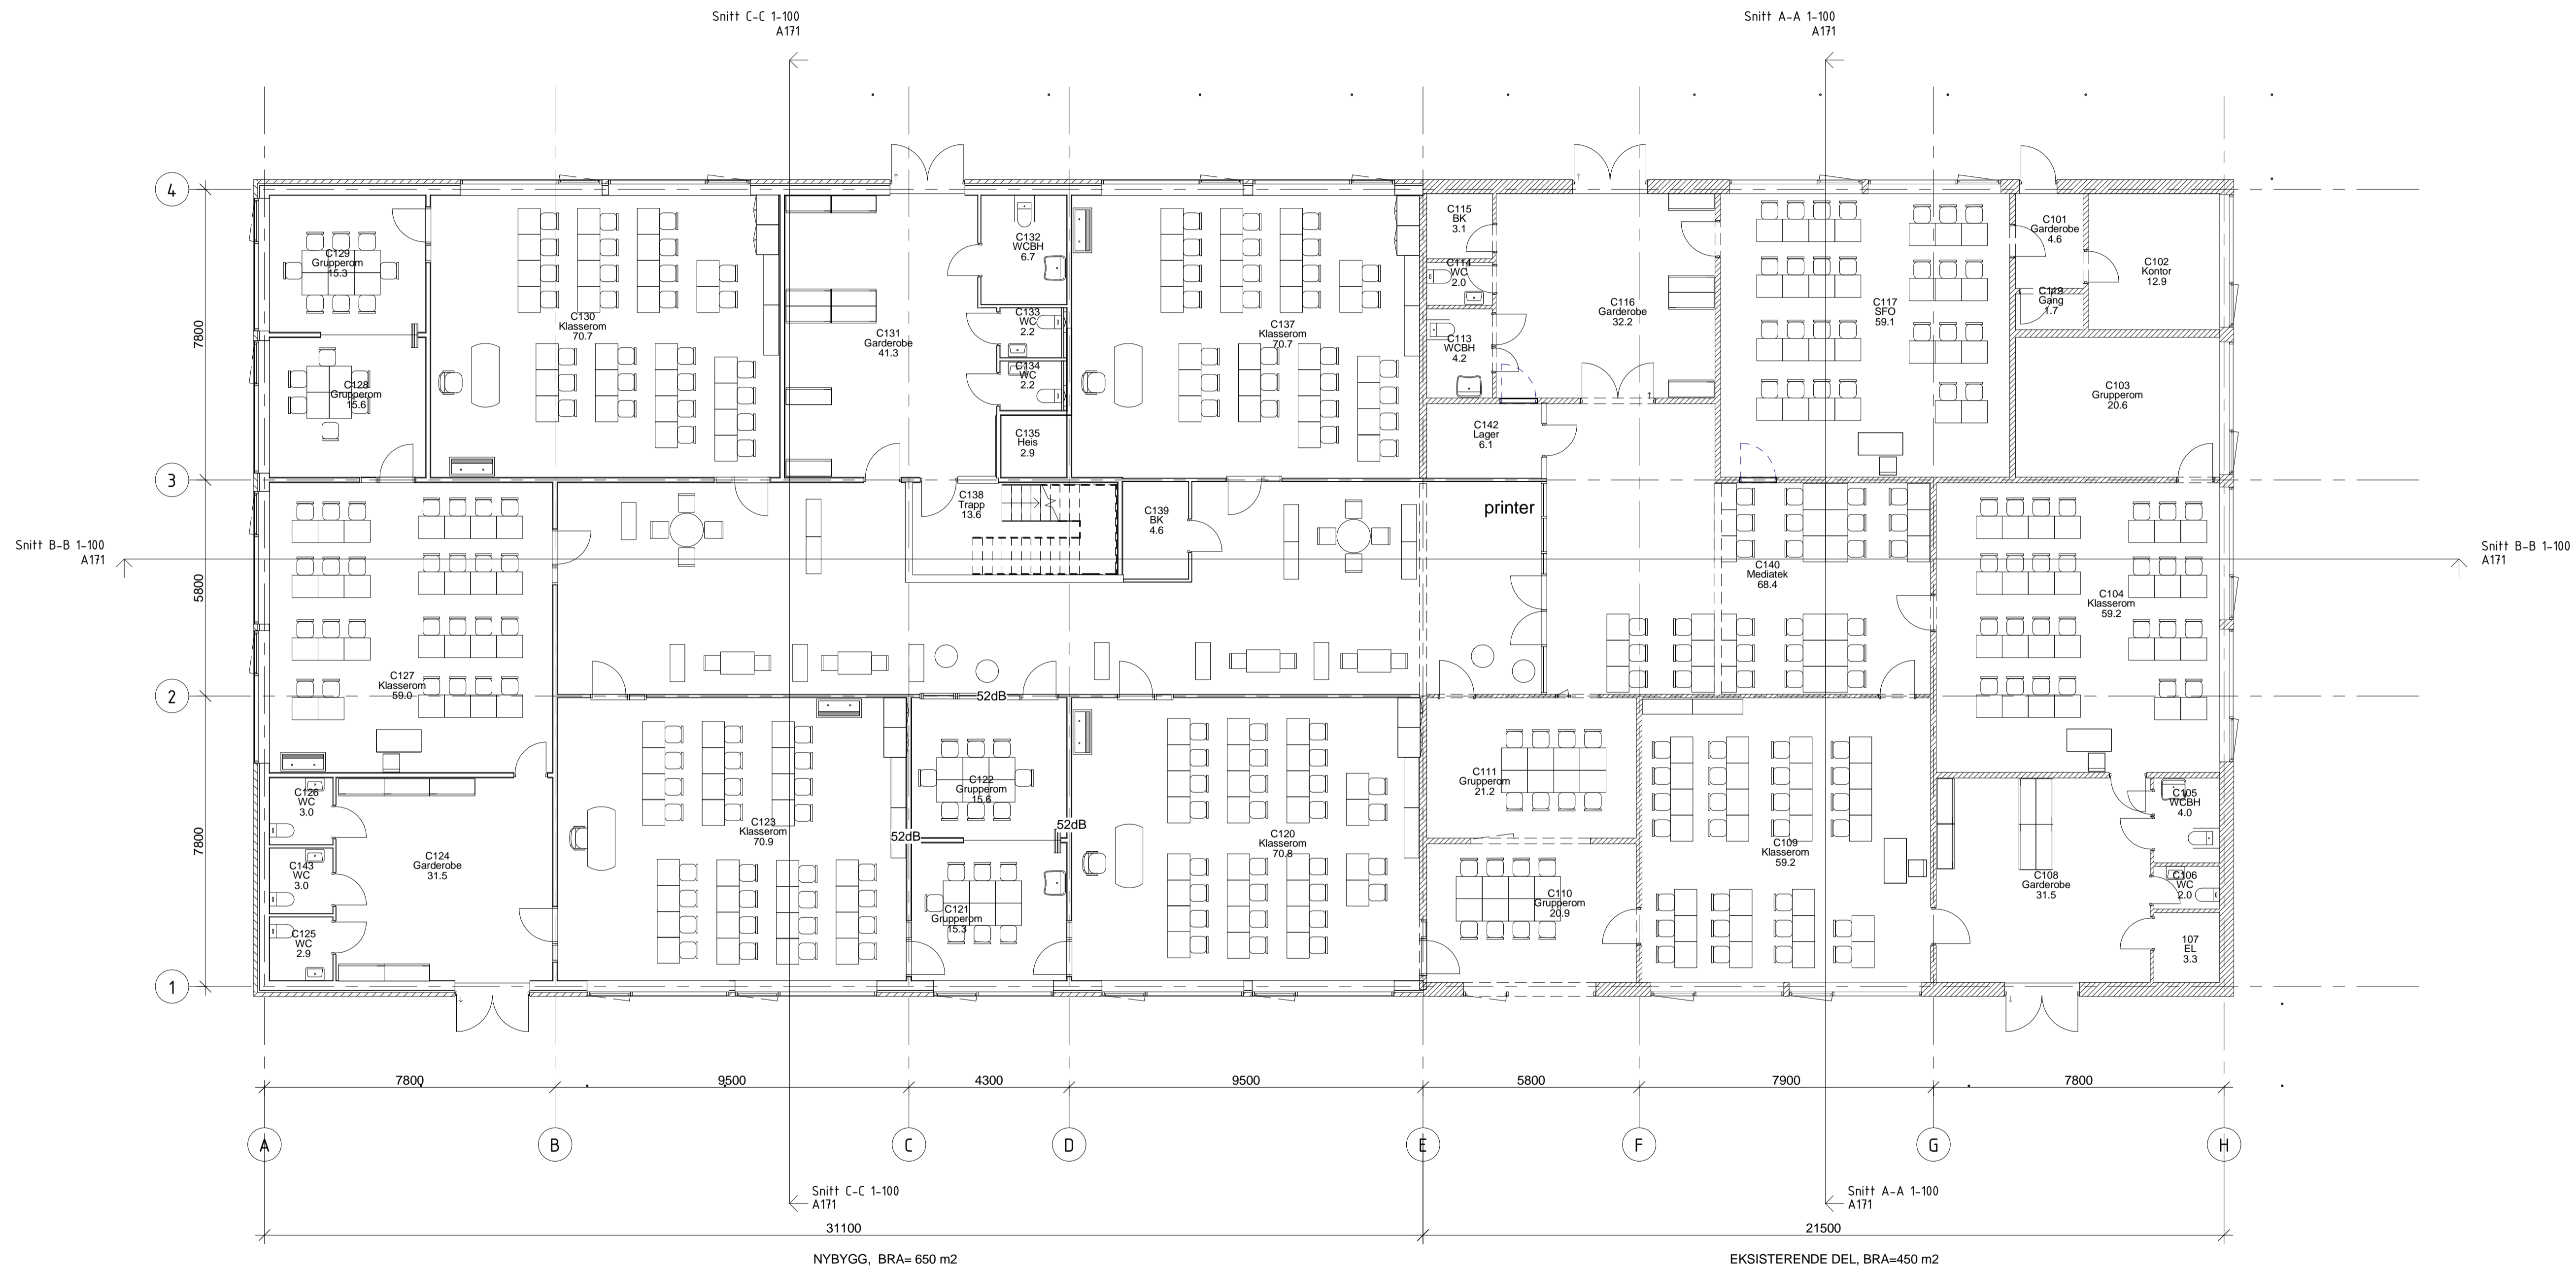 Snitt C-C 1-100
A171
Snitt A-A 1-100
A171
4
3
2
1
7800
5800
7800
Snitt B-B 1-100
A171
Snitt B-B 1-100
A171
C129
Grupperom
15.3
C128
Grupperom
15.6
C130
Klasserom
70.7
C131
Garderobe
41.3
C132
WCBH
6.7
C133
WC
2.2
C134
WC
2.2
C135
Heis
2.9
C137
Klasserom
70.7
C115
BK
3.1
C114
WC
2.0
C113
WCBH
4.2
C116
Garderobe
32.2
C142
Lager
6.1
C117
SFO
59.1
C101
Garderobe
4.6
C119
Gang
1.7
C102
Kontor
12.9
C103
Grupperom
20.6
C138
Trapp
13.6
C139
BK
4.6
printer
C140
Mediatek
68.4
C104
Klasserom
59.2
C127
Klasserom
59.0
52dB
52dB
52dB
C126
WC
3.0
C143
WC
3.0
C125
WC
2.9
C124
Garderobe
31.5
C123
Klasserom
70.9
C122
Grupperom
15.6
C121
Grupperom
15.3
C120
Klasserom
70.8
C111
Grupperom
21.2
C110
Grupperom
20.9
C109
Klasserom
59.2
C108
Garderobe
31.5
C105
WCBH
4.0
C106
WC
2.0
107
EL
3.3
7800
9500
4300
9500
5800
7900
7800
A
B
C
D
E
F
G
H
Snitt C-C 1-100
A171
Snitt A-A 1-100
A171
31100
21500
NYBYGG, BRA= 650 m2
EKSISTERENDE DEL, BRA=450 m2